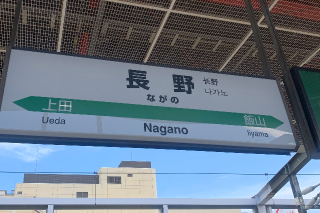 長野 长野
나가노
ながの
上田 飯山
Ueda Nagano Iiyama